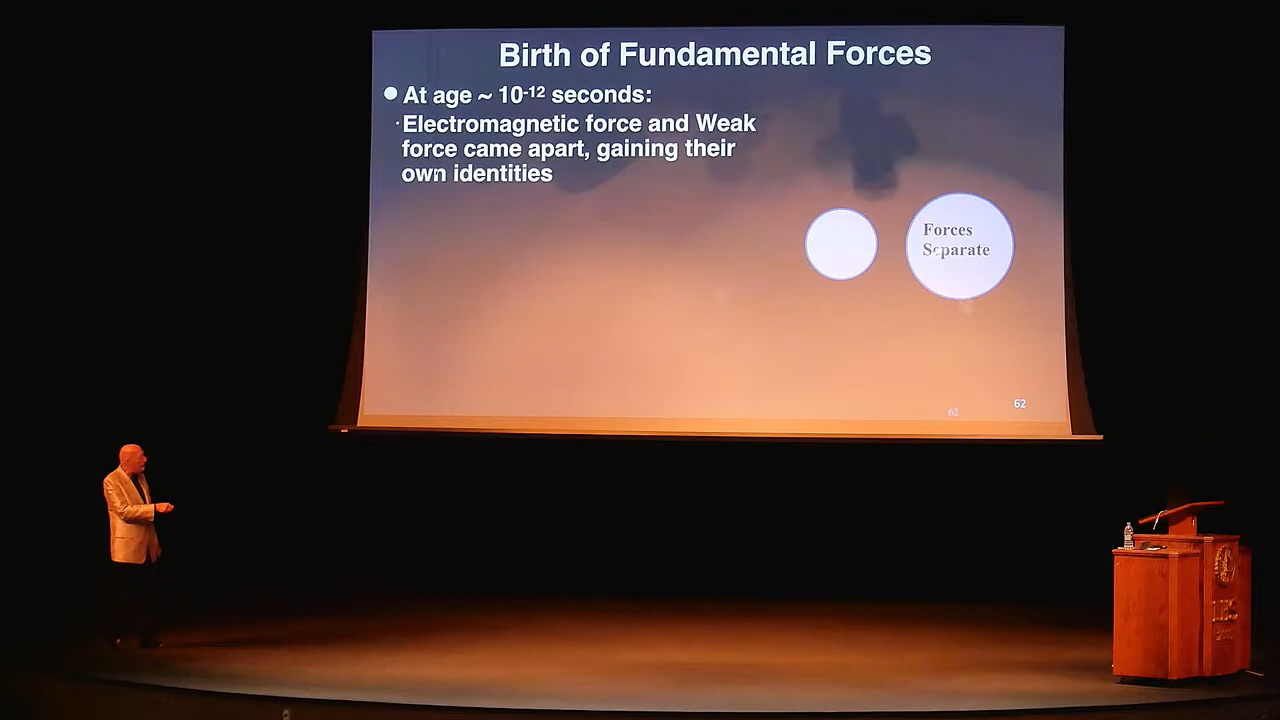 Birth of Fundamental Forces
At age ~ 10-12 seconds:
Electromagnetic force and Weak
force came apart, gaining their
own identities
Forces
Separate
62
62